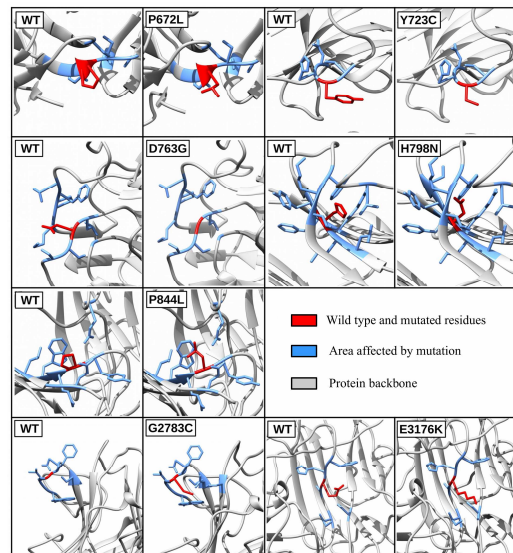 WT
P672L
WT
Y723C
WT
D763G
WT
H798N
WT
P844L
Wild type and mutated residues
Area affected by mutation
Protein backbone
WT
G2783C
WT
E3176K